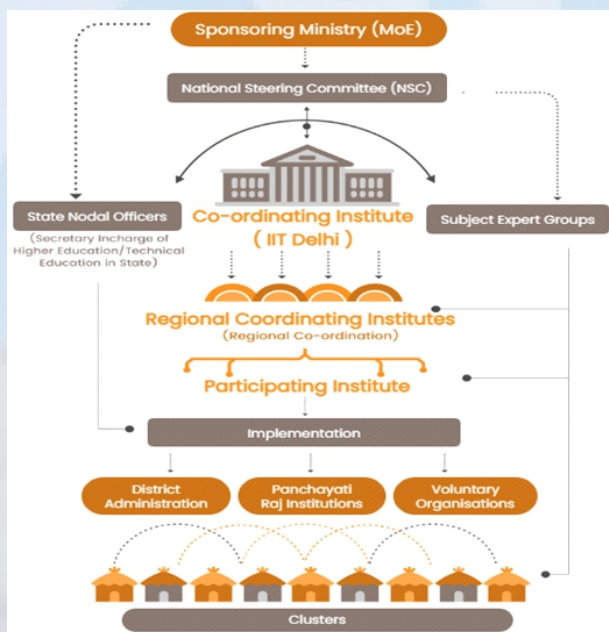 Sponsoring Ministry (MoE)
National Steering Committee (NSC)
State Nodal Officers
(Secretary Incharge of
Higher Education/Technical
Education in State)
Co-ordinating Institute
( IIT Delhi )
Subject Expert Groups
Regional Coordinating Institutes
(Regional Co-ordination)
Participating Institute
Implementation
District
Administration
Panchayati
Raj Institutions
Voluntary
Organisations
Clusters